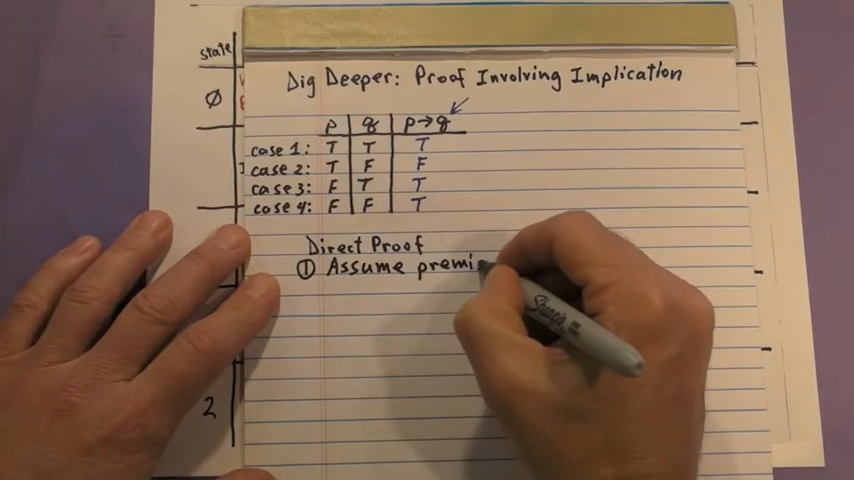 state
Ø
2
Dig Deeper: Proof Involving Implication
p q p→q
case 1: T T T
case 2: T F F
case 3: F T T
case 4: F F T
Direct Proof
① Assume premis
Sharpie